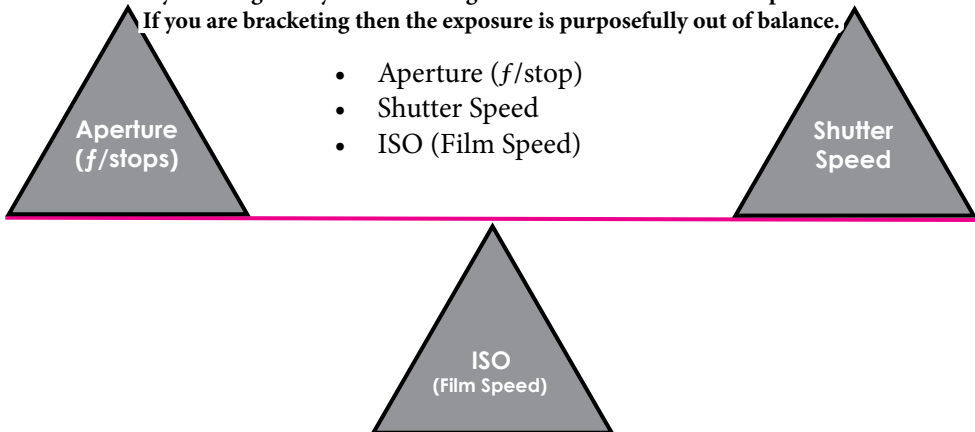 If you are bracketing then the exposure is purposefully out of balance.
• Aperture (ƒ/stop)
• Shutter Speed
• ISO (Film Speed)
Aperture
(ƒ/stops)
Shutter
Speed
ISO
(Film Speed)